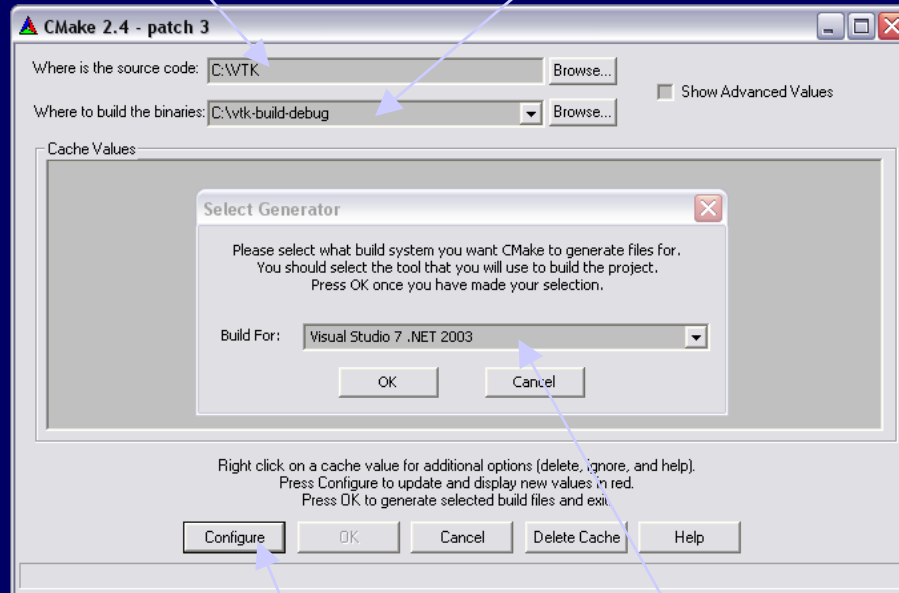 CMake 2.4 - patch 3
Where is the source code: C:\VTK Browse...
Show Advanced Values
Where to build the binaries: C:\vtk-build-debug Browse...
Cache Values
Select Generator
Please select what build system you want CMake to generate files for.
You should select the tool that you will use to build the project.
Press OK once you have made your selection.
Build For: Visual Studio 7 .NET 2003
OK Cancel
Right click on a cache value for additional options (delete, ignore, and help).
Press Configure to update and display new values in red.
Press OK to generate selected build files and exit.
Configure OK Cancel Delete Cache Help